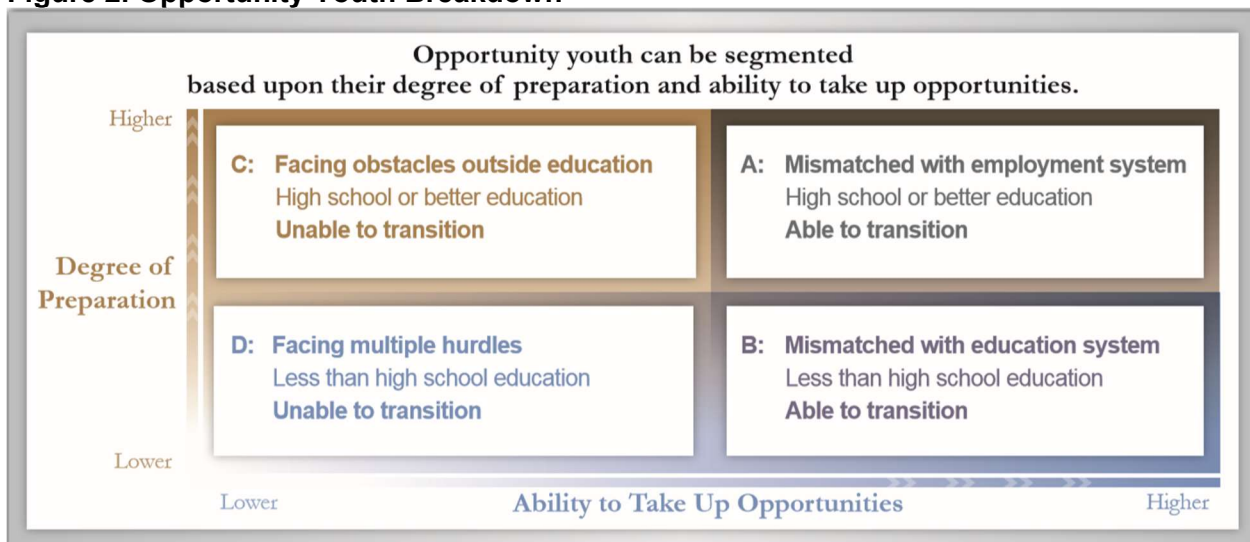 Figure 2: Opportunity Youth Breakdown
Opportunity youth can be segmented
based upon their degree of preparation and ability to take up opportunities.
Higher
C: Facing obstacles outside education
High school or better education
Unable to transition
A: Mismatched with employment system
High school or better education
Able to transition
Degree of
Preparation
D: Facing multiple hurdles
Less than high school education
Unable to transition
B: Mismatched with education system
Less than high school education
Able to transition
Lower
Lower
Ability to Take Up Opportunities
Higher